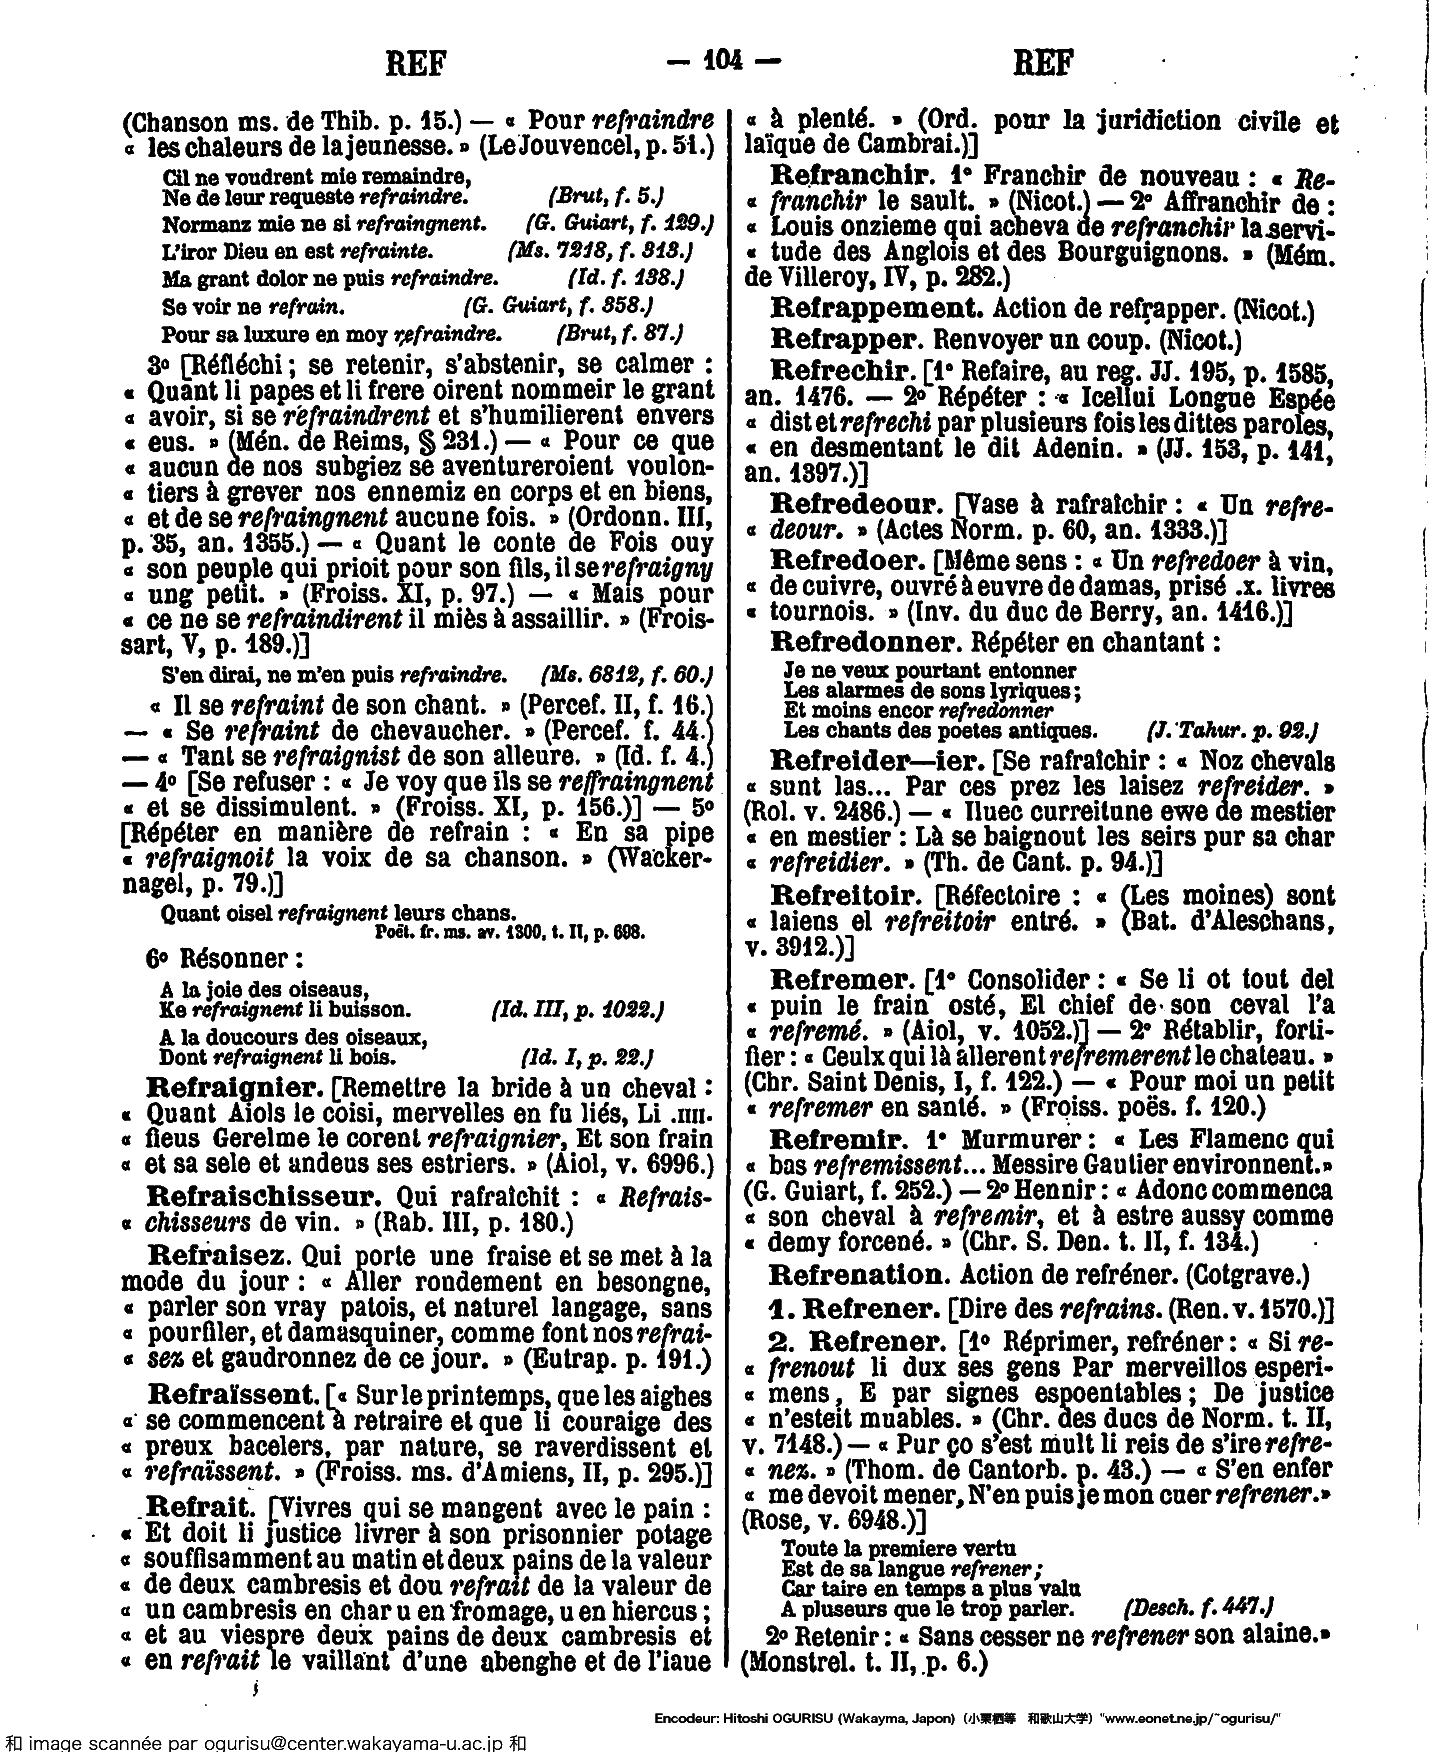 REF — 104 — REF
(Chanson ms. de Thib. p. 15.) — « Pour refraindre
« les chaleurs de la jeunesse. » (Le Jouvencel, p. 51.)
Cil ne voudrent mie remaindre,
Ne de leur requeste refraindre. (Brut, f. 5.)
Normanz mie ne si refraingnent. (G. Guiart, f. 129.)
L'iror Dieu en est refrainte. (Ms. 7218, f. 313.)
Ma grant dolor ne puis refraindre. (Id. f. 138.)
Se voir ne refrain. (G. Guiart, f. 358.)
Pour sa luxure en moy refraindre. (Brut, f. 87.)
3º [Réfléchi ; se retenir, s'abstenir, se calmer :
« Quant li papes et li frere oirent nommeir le grant
« avoir, si se refraindrent et s'humilierent envers
« eus. » (Mén. de Reims, § 231.) — « Pour ce que
« aucun de nos subgiez se aventureroient voulon-
« tiers à grever nos ennemiz en corps et en biens,
« et de se refraingnent aucune fois. » (Ordonn. III,
p. 35, an. 1355.) — « Quant le conte de Fois ouy
« son peuple qui prioit pour son fils, il se refraigny
« ung petit. » (Froiss. XI, p. 97.) — « Mais pour
« ce ne se refraindirent il miès à assaillir. » (Frois-
sart, V, p. 189.)]
S'en dirai, ne m'en puis refraindre. (Ms. 6812, f. 60.)
« Il se refraint de son chant. » (Percef. II, f. 16.)
— « Se refraint de chevaucher. » (Percef. f. 44.)
— « Tant se refraignist de son alleure. » (Id. f. 4.)
— 4º [Se refuser : « Je voy que ils se reffraingnent
« et se dissimulent. » (Froiss. XI, p. 156.)] — 5º
[Répéter en manière de refrain : « En sa pipe
« refraignoit la voix de sa chanson. » (Wacker-
nagel, p. 79.)]
Quant oisel refraignent leurs chans.
Poët. fr. ms. av. 1300, t. II, p. 698.
6º Résonner :
A la joie des oiseaus,
Ke refraignent li buisson. (Id. III, p. 1022.)
A la doucours des oiseaux,
Dont refraignent li bois. (Id. I, p. 22.)
Refraignier. [Remettre la bride à un cheval :
« Quant Aiols le coisi, mervelles en fu liés, Li .IIII.
« fieus Gerelme le corent refraignier, Et son frain
« et sa sele et andeus ses estriers. » (Aiol, v. 6996.)
Refraischisseur. Qui rafraîchit : « Refrais-
« chisseurs de vin. » (Rab. III, p. 180.)
Refraisez. Qui porte une fraise et se met à la
mode du jour : « Aller rondement en besongne,
« parler son vray patois, et naturel langage, sans
« pourfiler, et damasquiner, comme font nos refrai-
« sez et gaudronnez de ce jour. » (Eutrap. p. 191.)
Refraïssent. [« Sur le printemps, que les aighes
« se commencent à retraire et que li couraige des
« preux bacelers, par nature, se raverdissent et
« refraïssent. » (Froiss. ms. d'Amiens, II, p. 295.)]
Refrait. [Vivres qui se mangent avec le pain :
« Et doit li justice livrer à son prisonnier potage
« souffisamment au matin et deux pains de la valeur
« de deux cambresis et dou refrait de la valeur de
« un cambresis en char u en fromage, u en hiercus ;
« et au viespre deux pains de deux cambresis et
« en refrait le vaillant d'une abenghe et de l'iaue
« à plenté. » (Ord. pour la juridiction civile et
laïque de Cambrai.)]
Refranchir. 1º Franchir de nouveau : « Re-
« franchir le sault. » (Nicot.) — 2º Affranchir de :
« Louis onzieme qui acheva de refranchir la servi-
« tude des Anglois et des Bourguignons. » (Mém.
de Villeroy, IV, p. 282.)
Refrappement. Action de refrapper. (Nicot.)
Refrapper. Renvoyer un coup. (Nicot.)
Refrechir. [1º Refaire, au reg. JJ. 195, p. 1585,
an. 1476. — 2º Répéter : « Icellui Longue Espée
« dist et refrechi par plusieurs fois les dittes paroles,
« en desmentant le dit Adenin. » (JJ. 153, p. 141,
an. 1397.)]
Refredeour. [Vase à rafraîchir : « Un refre-
« deour. » (Actes Norm. p. 60, an. 1333.)]
Refredoer. [Même sens : « Un refredoer à vin,
« de cuivre, ouvré à euvre de damas, prisé .x. livres
« tournois. » (Inv. du duc de Berry, an. 1416.)]
Refredonner. Répéter en chantant :
Je ne veux pourtant entonner
Les alarmes de sons lyriques ;
Et moins encor refredonner
Les chants des poetes antiques. (J. Tahur. p. 92.)
Refreider—ier. [Se rafraîchir : « Noz chevals
« sunt las... Par ces prez les laisez refreider. »
(Rol. v. 2486.) — « Iluec curreitune ewe de mestier
« en mestier : Là se baignout les seirs pur sa char
« refreidier. » (Th. de Cant. p. 94.)]
Refreitoir. [Réfectoire : « (Les moines) sont
« laiens el refreitoir entré. » (Bat. d'Aleschans,
v. 3912.)]
Refremer. [1º Consolider : « Se li ot tout del
« puin le frain osté, El chief de son ceval l'a
« refremé. » (Aiol, v. 1052.)] — 2º Rétablir, forti-
fier : « Ceulx qui là allerent refremerent le chateau. »
(Chr. Saint Denis, I, f. 122.) — « Pour moi un petit
« refremer en santé. » (Froiss. poës. f. 120.)
Refremir. 1º Murmurer : « Les Flamenc qui
« bas refremissent... Messire Gautier environnent. »
(G. Guiart, f. 252.) — 2º Hennir : « Adonc commenca
« son cheval à refremir, et à estre aussy comme
« demy forcené. » (Chr. S. Den. t. II, f. 134.)
Refrenation. Action de refréner. (Cotgrave.)
1. Refrener. [Dire des refrains. (Ren. v. 1570.)]
2. Refrener. [1º Réprimer, refréner : « Si re-
« frenout li dux ses gens Par merveillos esperi-
« mens, E par signes espoentables ; De justice
« n'esteit muables. » (Chr. des ducs de Norm. t. II,
v. 7148.) — « Pur ço s'est mult li reis de s'ire refre-
« nez. » (Thom. de Cantorb. p. 43.) — « S'en enfer
« me devoit mener, N'en puis je mon cuer refrener. »
(Rose, v. 6948.)]
Toute la premiere vertu
Est de sa langue refrener ;
Car taire en temps a plus valu
A pluseurs que le trop parler. (Desch. f. 447.)
2º Retenir : « Sans cesser ne refrener son alaine. »
(Monstrel. t. II, p. 6.)
Encodeur: Hitoshi OGURISU (Wakayma, Japon) (小栗栖等 和歌山大学) "www.eonet.ne.jp/~ogurisu/"
和 image scannée par ogurisu@center.wakayama-u.ac.jp 和